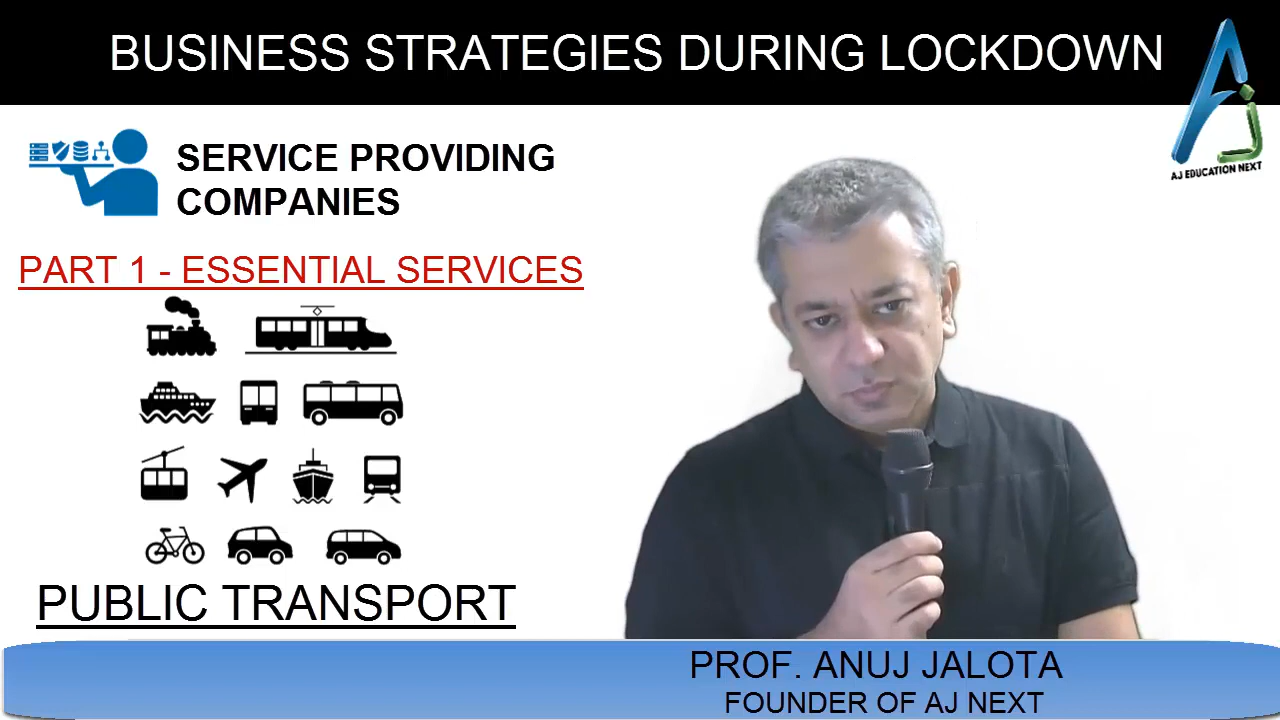 BUSINESS STRATEGIES DURING LOCKDOWN
AJ EDUCATION NEXT
SERVICE PROVIDING
COMPANIES
PART 1 - ESSENTIAL SERVICES
PUBLIC TRANSPORT
PROF. ANUJ JALOTA
FOUNDER OF AJ NEXT